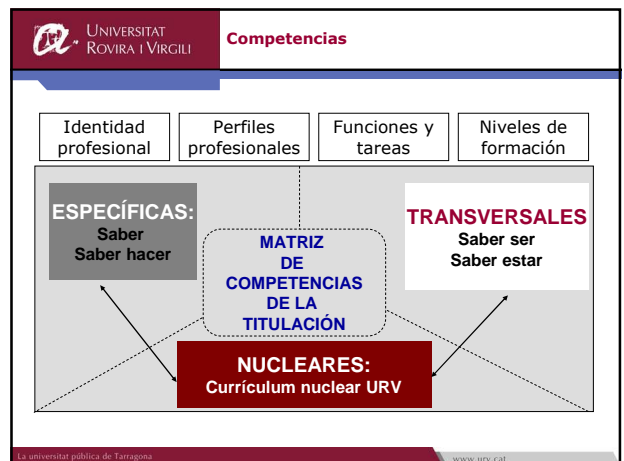 UNIVERSITAT
ROVIRA I VIRGILI
Competencias
Identidad
profesional
Perfiles
profesionales
Funciones y
tareas
Niveles de
formación
ESPECÍFICAS:
Saber
Saber hacer
MATRIZ
DE
COMPETENCIAS
DE LA
TITULACIÓN
TRANSVERSALES
Saber ser
Saber estar
NUCLEARES:
Currículum nuclear URV
La universitat pública de Tarragona
www.urv.cat